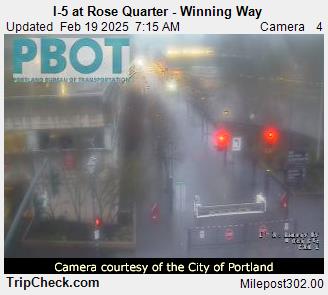 I-5 at Rose Quarter - Winning Way
Updated Feb 19 2025 7:15 AM Camera 4
PBOT
PORTLAND BUREAU OF TRANSPORTATION
Camera courtesy of the City of Portland
TripCheck.com Milepost302.00